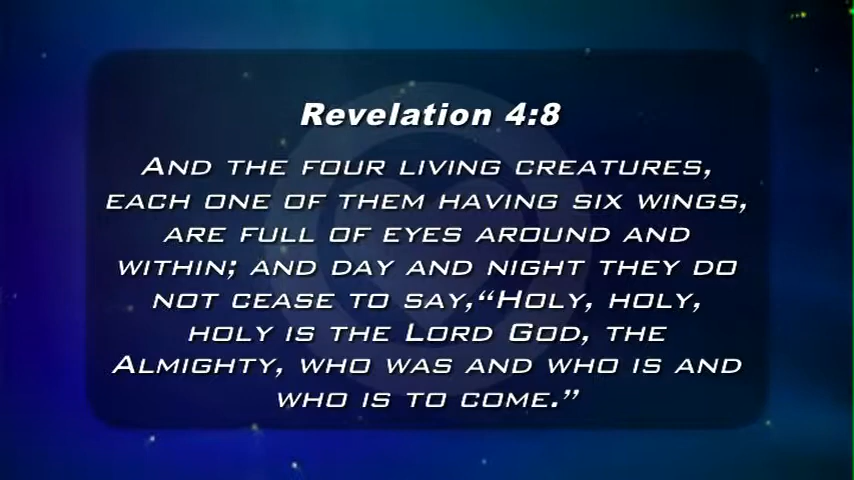 Revelation 4:8
And the four living creatures,
each one of them having six wings,
are full of eyes around and
within; and day and night they do
not cease to say,“Holy, holy,
holy is the Lord God, the
Almighty, who was and who is and
who is to come.”